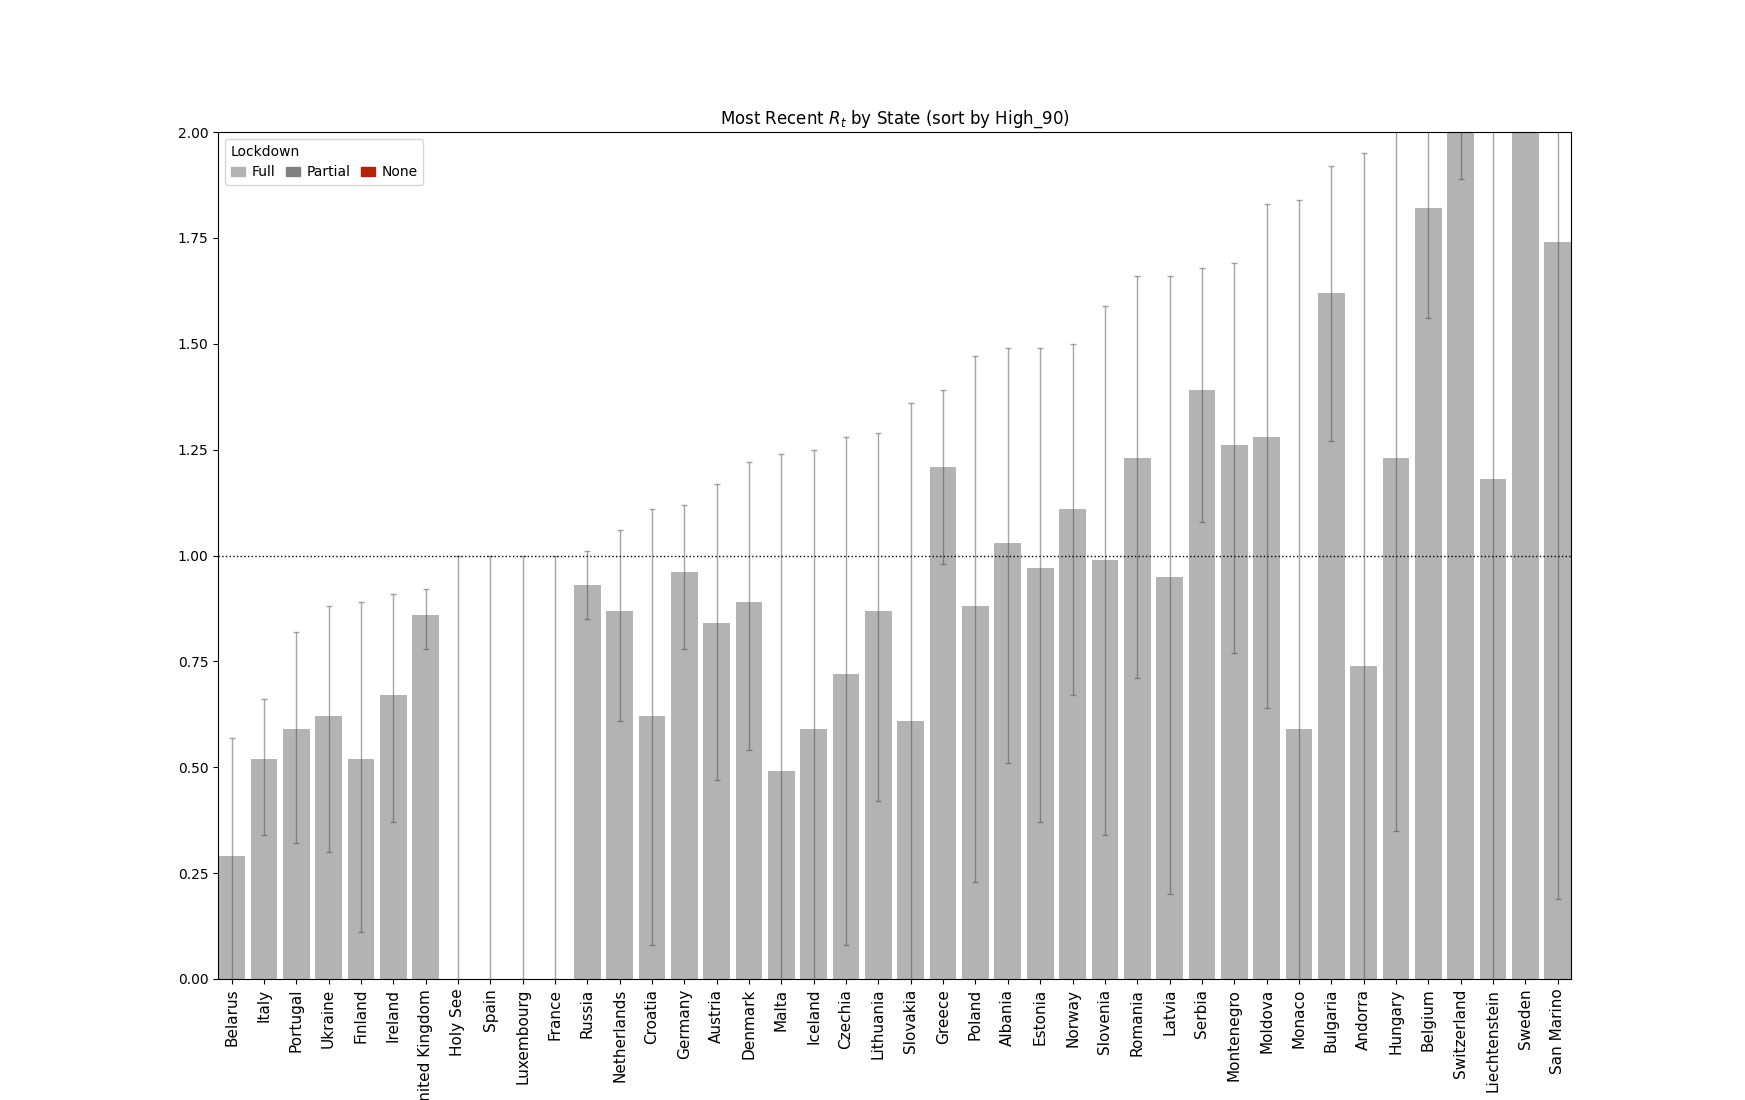 Most Recent R_t by State (sort by High_90)
Lockdown
Full Partial None
2.00
1.75
1.50
1.25
1.00
0.75
0.50
0.25
0.00
Belarus
Italy
Portugal
Ukraine
Finland
Ireland
nited Kingdom
Holy See
Spain
Luxembourg
France
Russia
Netherlands
Croatia
Germany
Austria
Denmark
Malta
Iceland
Czechia
Lithuania
Slovakia
Greece
Poland
Albania
Estonia
Norway
Slovenia
Romania
Latvia
Serbia
Montenegro
Moldova
Monaco
Bulgaria
Andorra
Hungary
Belgium
Switzerland
Liechtenstein
Sweden
San Marino